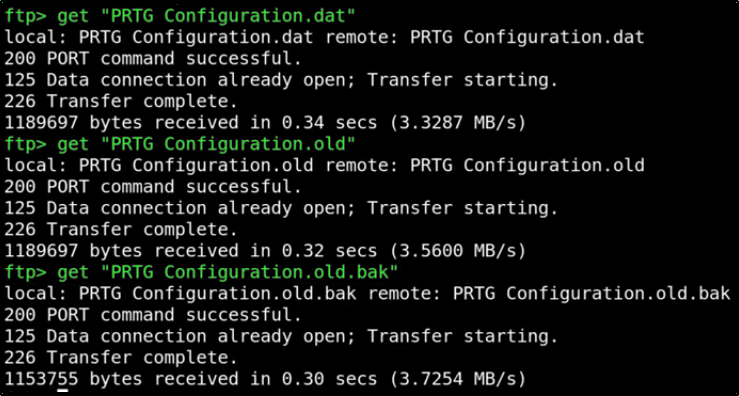 ftp> get "PRTG Configuration.dat"
local: PRTG Configuration.dat remote: PRTG Configuration.dat
200 PORT command successful.
125 Data connection already open; Transfer starting.
226 Transfer complete.
1189697 bytes received in 0.34 secs (3.3287 MB/s)
ftp> get "PRTG Configuration.old"
local: PRTG Configuration.old remote: PRTG Configuration.old
200 PORT command successful.
125 Data connection already open; Transfer starting.
226 Transfer complete.
1189697 bytes received in 0.32 secs (3.5600 MB/s)
ftp> get "PRTG Configuration.old.bak"
local: PRTG Configuration.old.bak remote: PRTG Configuration.old.bak
200 PORT command successful.
125 Data connection already open; Transfer starting.
226 Transfer complete.
1153755 bytes received in 0.30 secs (3.7254 MB/s)